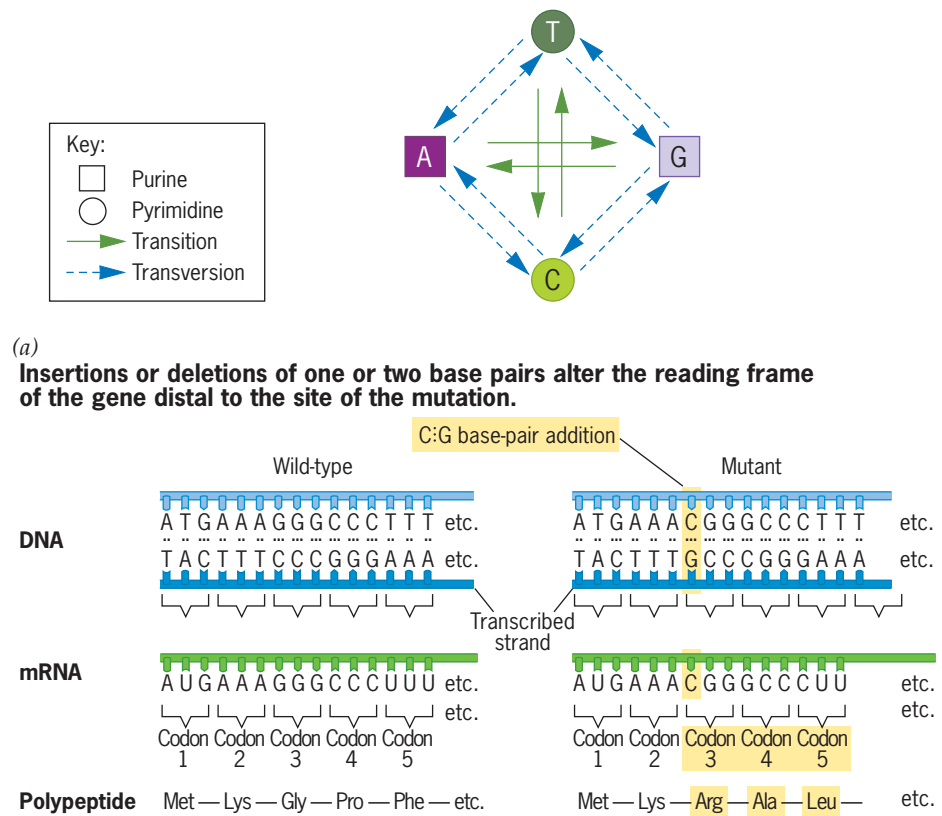 T
A
G
C
Key:
Purine
Pyrimidine
Transition
Transversion
(a)
Insertions or deletions of one or two base pairs alter the reading frame
of the gene distal to the site of the mutation.
C⋮G base-pair addition
Wild-type
Mutant
DNA
A T G A A A G G G C C C T T T etc.
T A C T T T C C C G G G A A A etc.
A T G A A A C G G G C C C T T T etc.
T A C T T T G C C C G G G A A A etc.
Transcribed
strand
mRNA
A U G A A A G G G C C C U U U etc.
etc.
Codon Codon Codon Codon Codon
1 2 3 4 5
A U G A A A C G G G C C C U U etc.
etc.
Codon Codon Codon Codon Codon
1 2 3 4 5
Polypeptide Met — Lys — Gly — Pro — Phe — etc.
Met — Lys — Arg — Ala — Leu — etc.